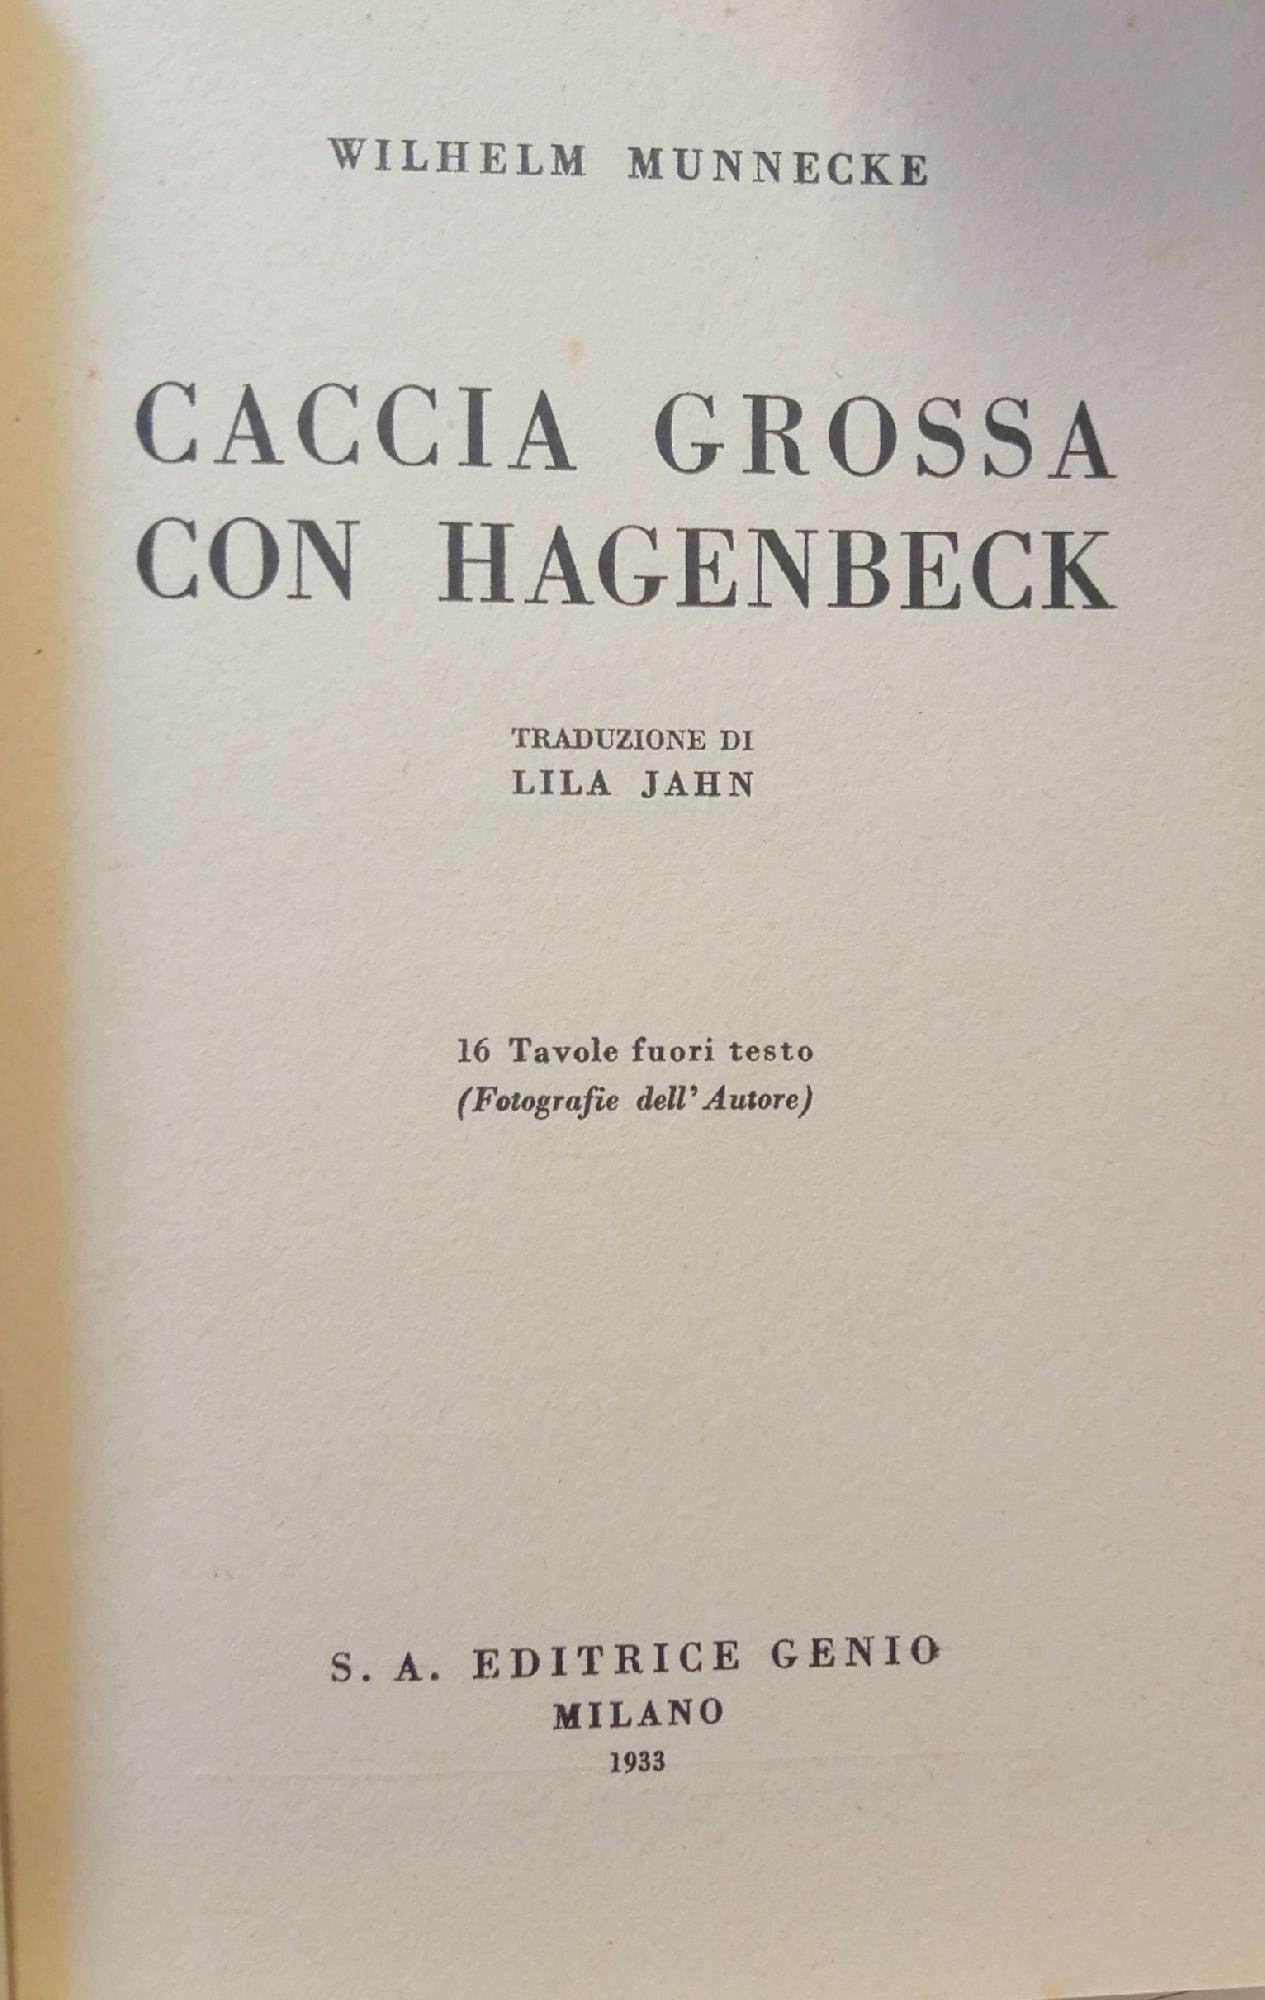 WILHELM MUNNECKE
CACCIA GROSSA
CON HAGENBECK
TRADUZIONE DI
LILA JAHN
16 Tavole fuori testo
(Fotografie dell' Autore)
S. A. EDITRICE GENIO
MILANO
1933